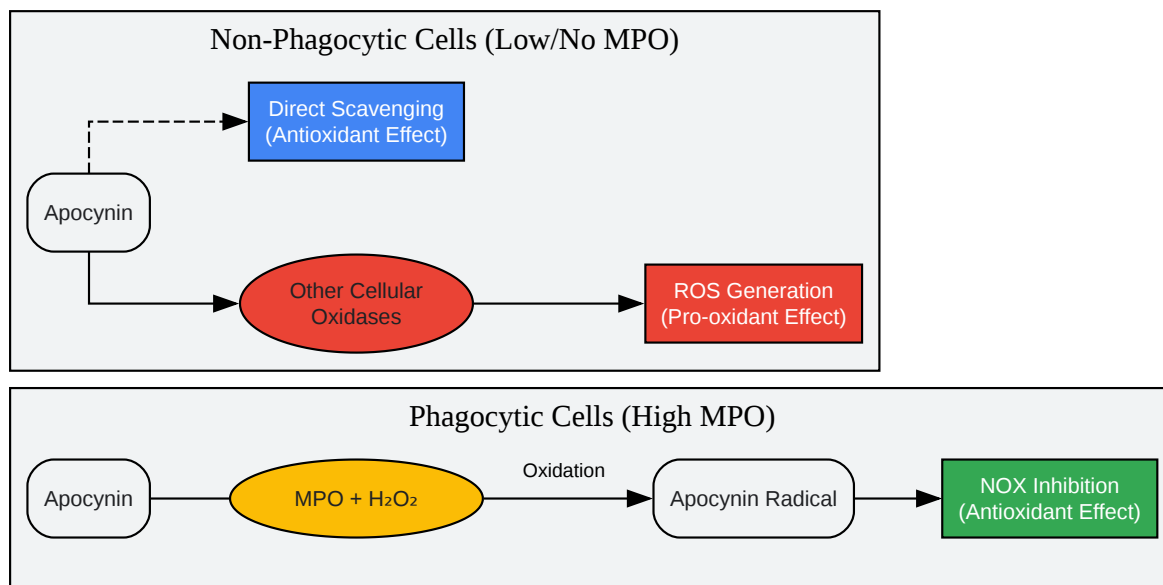 Non-Phagocytic Cells (Low/No MPO)
Direct Scavenging
(Antioxidant Effect)
Apocynin
Other Cellular
Oxidases
ROS Generation
(Pro-oxidant Effect)
Phagocytic Cells (High MPO)
Apocynin
MPO + H₂O₂
Oxidation
Apocynin Radical
NOX Inhibition
(Antioxidant Effect)